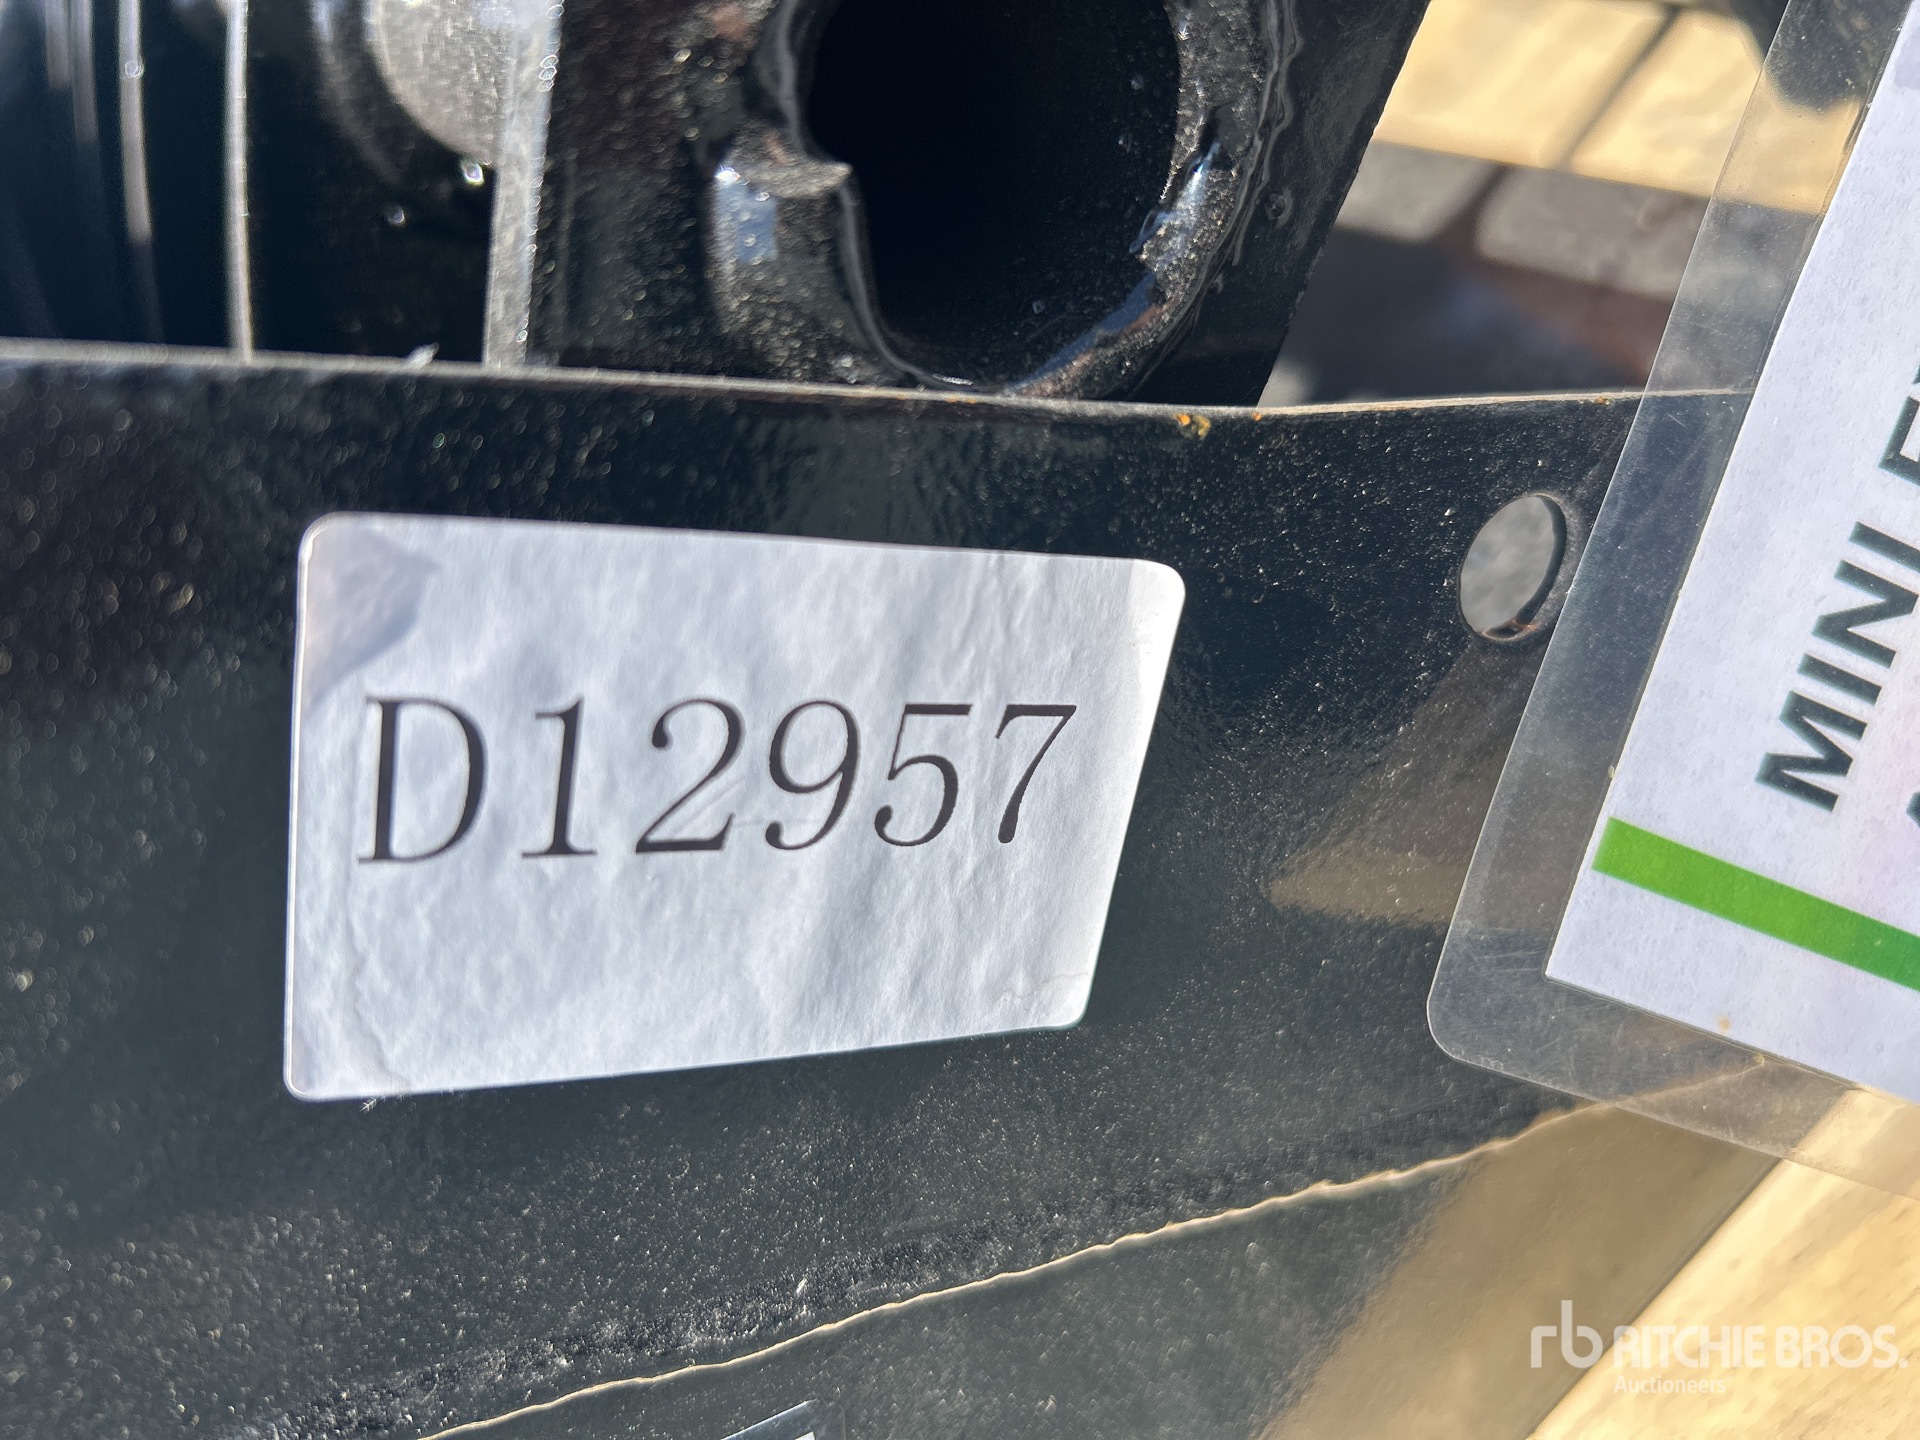 D12957
MINI
rb RITCHIE BROS.
Auctioneers